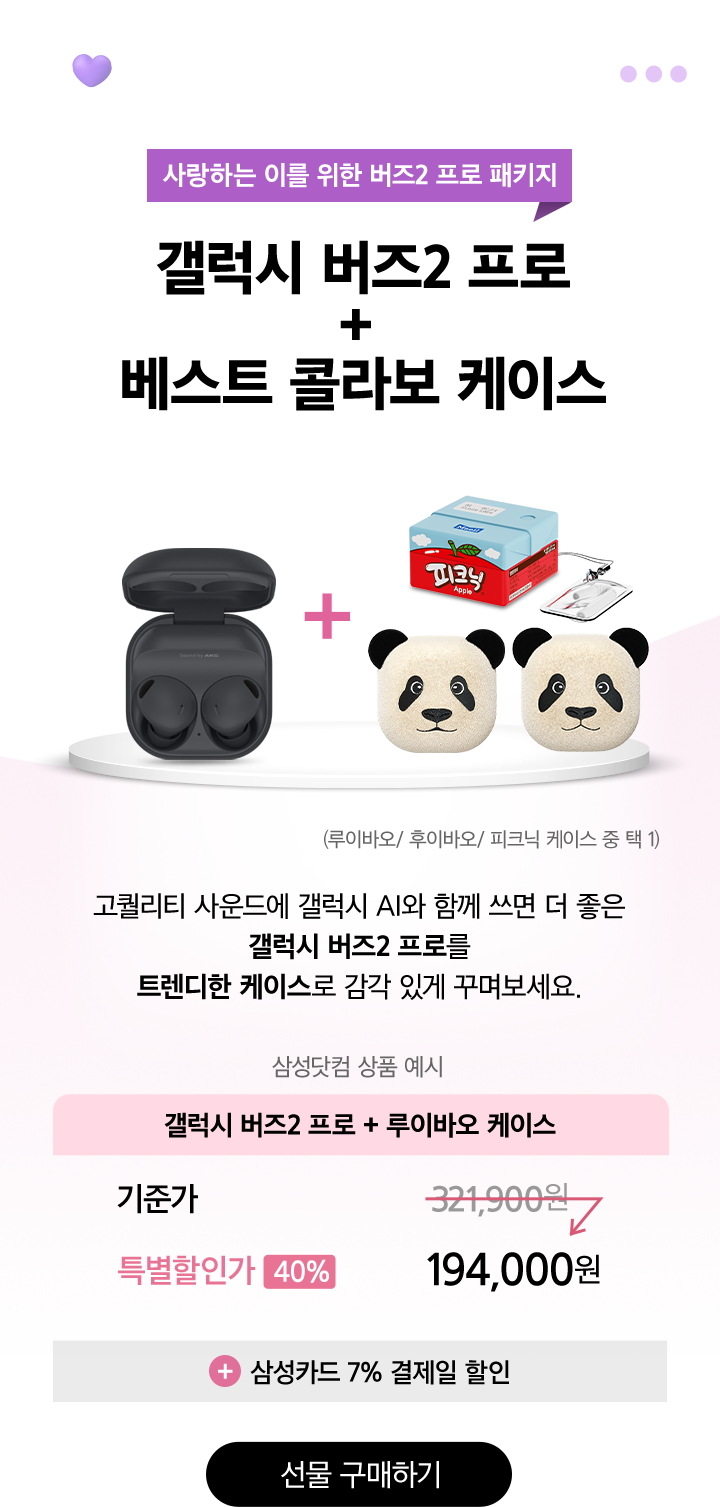 사랑하는 이를 위한 버즈2 프로 패키지
갤럭시 버즈2 프로
+
베스트 콜라보 케이스
피크닉
Apple
+
(루이바오/ 후이바오/ 피크닉 케이스 중 택 1)
고퀄리티 사운드에 갤럭시 AI와 함께 쓰면 더 좋은
갤럭시 버즈2 프로를
트렌디한 케이스로 감각 있게 꾸며보세요.
삼성닷컴 상품 예시
갤럭시 버즈2 프로 + 루이바오 케이스
기준가 321,900원
특별할인가 40% 194,000원
+ 삼성카드 7% 결제일 할인
선물 구매하기